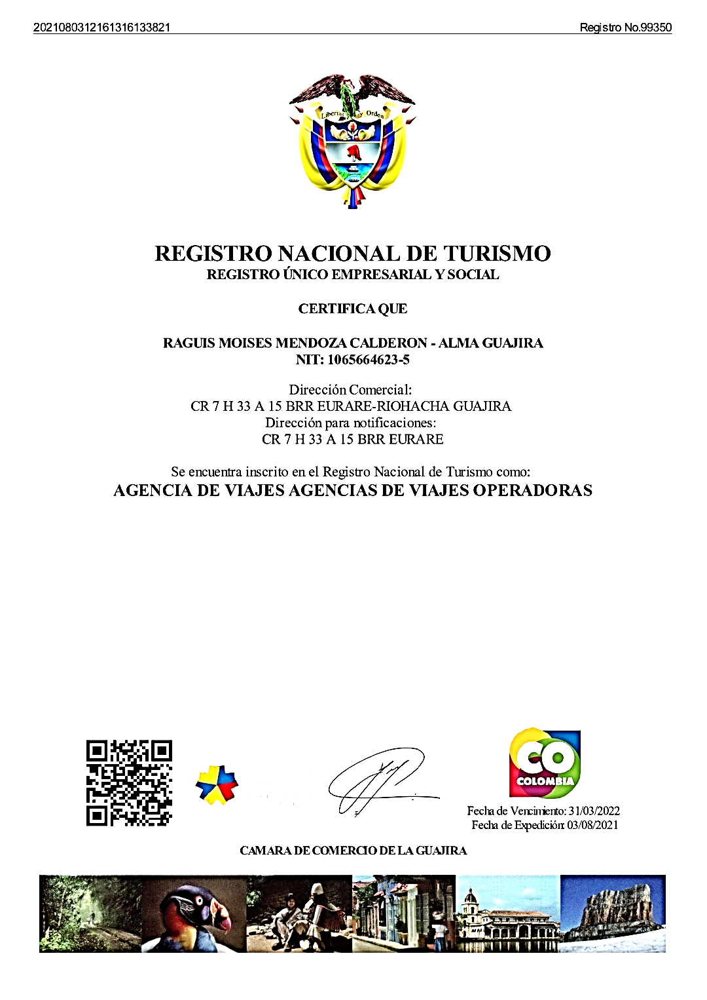 2021080312161316133821
Registro No.99350
Libertad y Orden
REGISTRO NACIONAL DE TURISMO
REGISTRO ÚNICO EMPRESARIAL Y SOCIAL
CERTIFICA QUE
RAGUIS MOISES MENDOZA CALDERON - ALMA GUAJIRA
NIT: 1065664623-5
Dirección Comercial:
CR 7 H 33 A 15 BRR EURARE-RIOHACHA GUAJIRA
Dirección para notificaciones:
CR 7 H 33 A 15 BRR EURARE
Se encuentra inscrito en el Registro Nacional de Turismo como:
AGENCIA DE VIAJES AGENCIAS DE VIAJES OPERADORAS
CO
COLOMBIA
Fecha de Vencimiento: 31/03/2022
Fecha de Expedición: 03/08/2021
CAMARA DE COMERCIO DE LA GUAJIRA